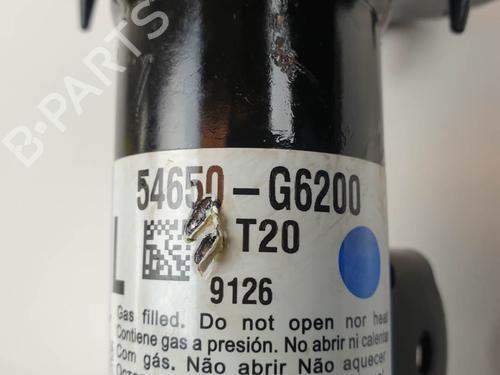 B-PARTS
54650-G6200
L T20
9126
Gas filled. Do not open nor heat
Contiene gas a presión. No abrir ni calentar
Com gás. Não abrir Não aquecer